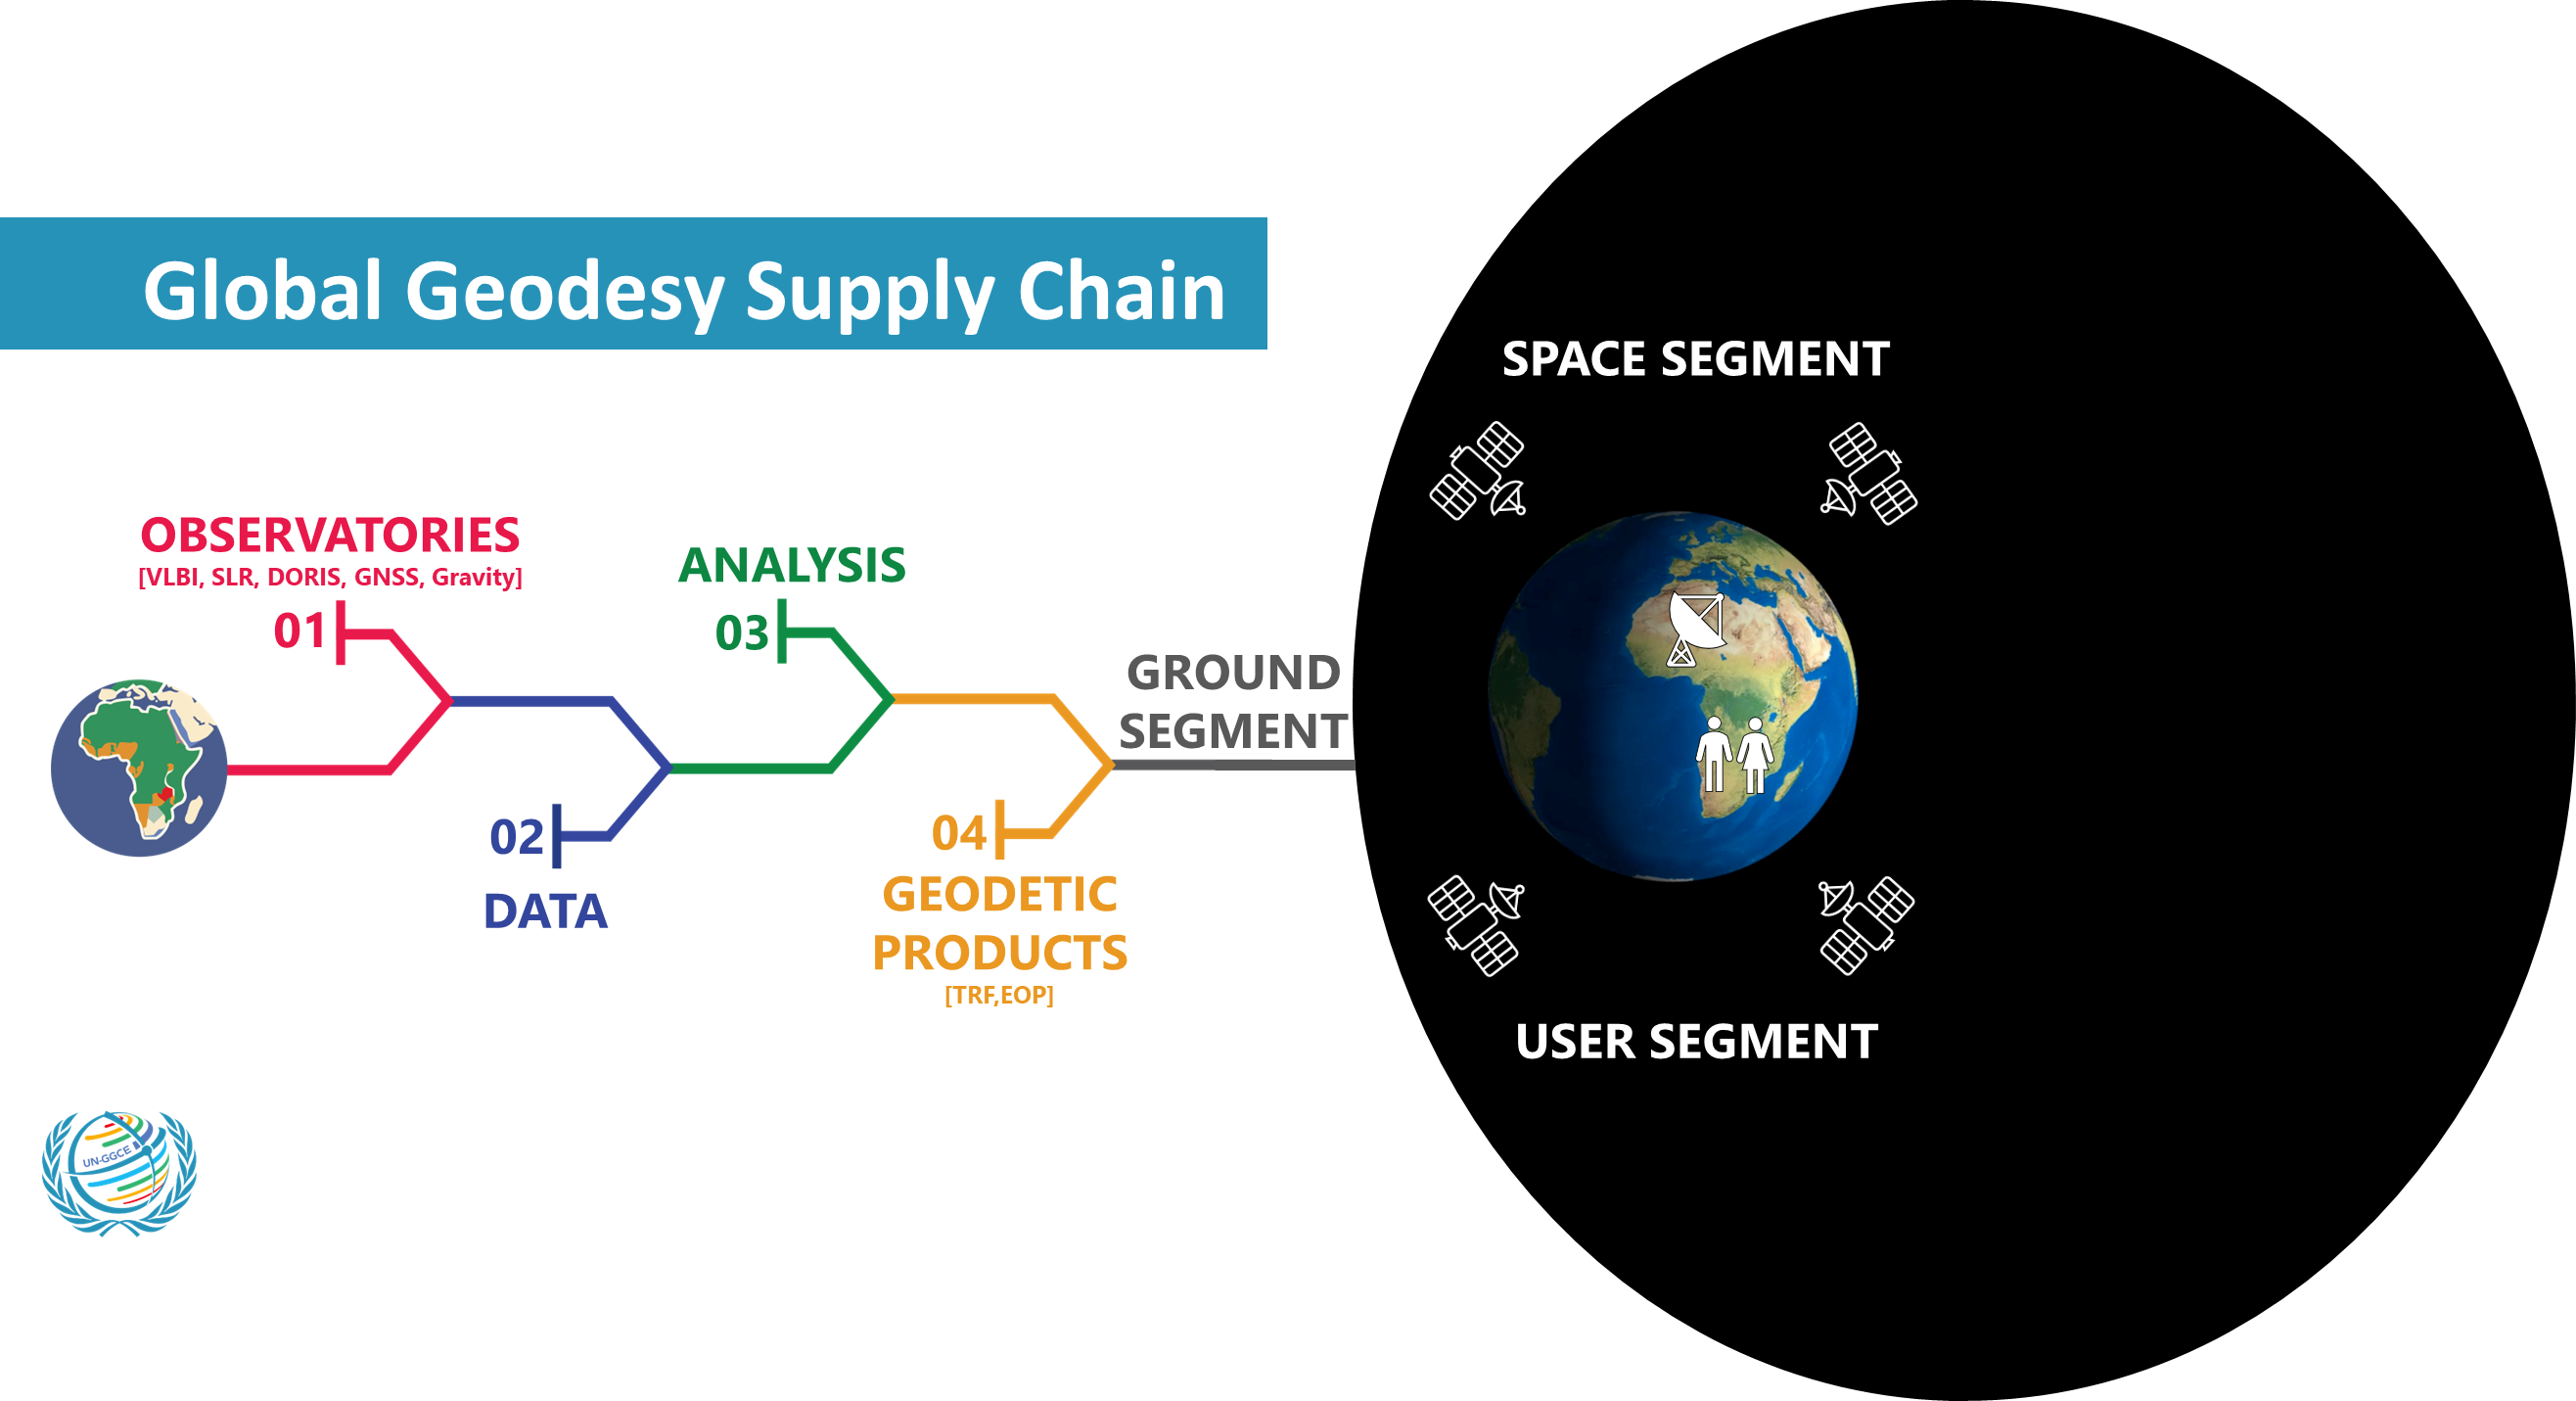 Global Geodesy Supply Chain
OBSERVATORIES
[VLBI, SLR, DORIS, GNSS, Gravity]
01
02
DATA
ANALYSIS
03
04
GEODETIC
PRODUCTS
[TRF,EOP]
GROUND
SEGMENT
SPACE SEGMENT
USER SEGMENT
UN-GGCE